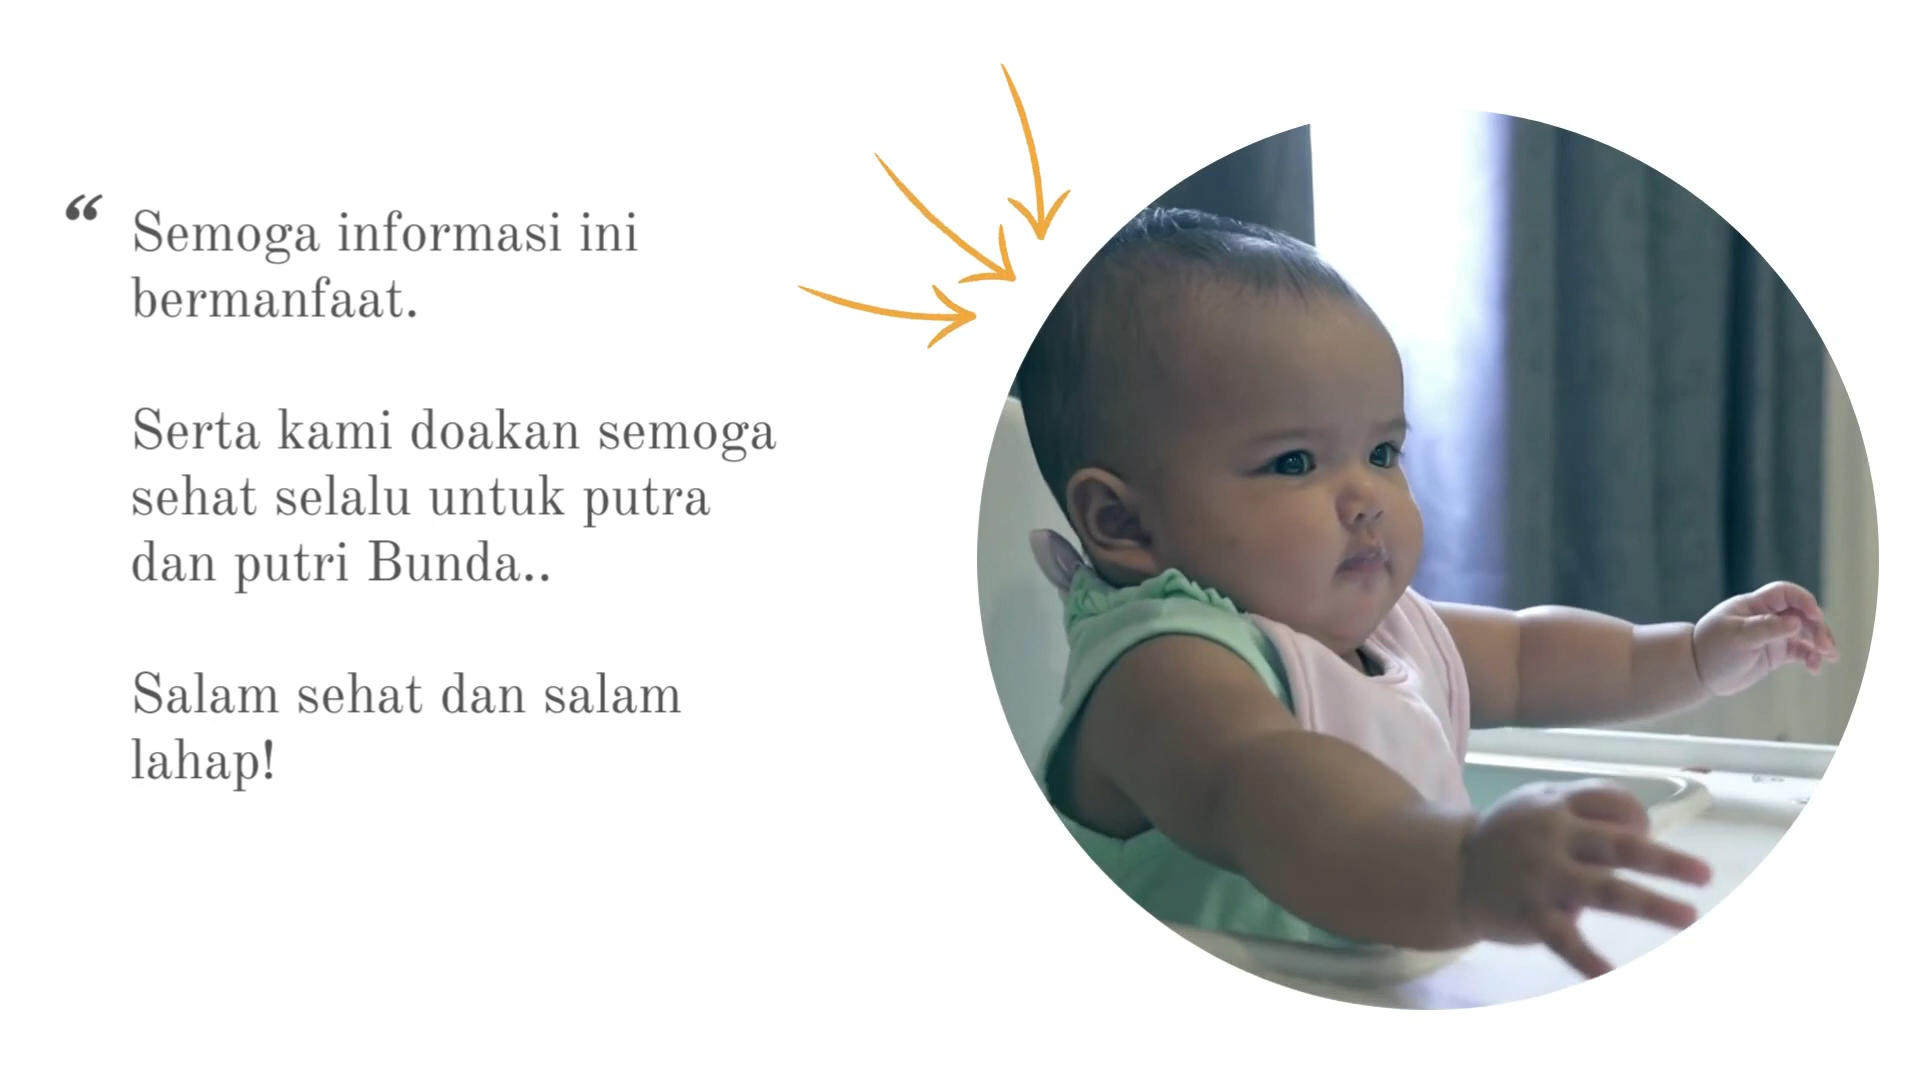 “ Semoga informasi ini
bermanfaat.
Serta kami doakan semoga
sehat selalu untuk putra
dan putri Bunda..
Salam sehat dan salam
lahap!